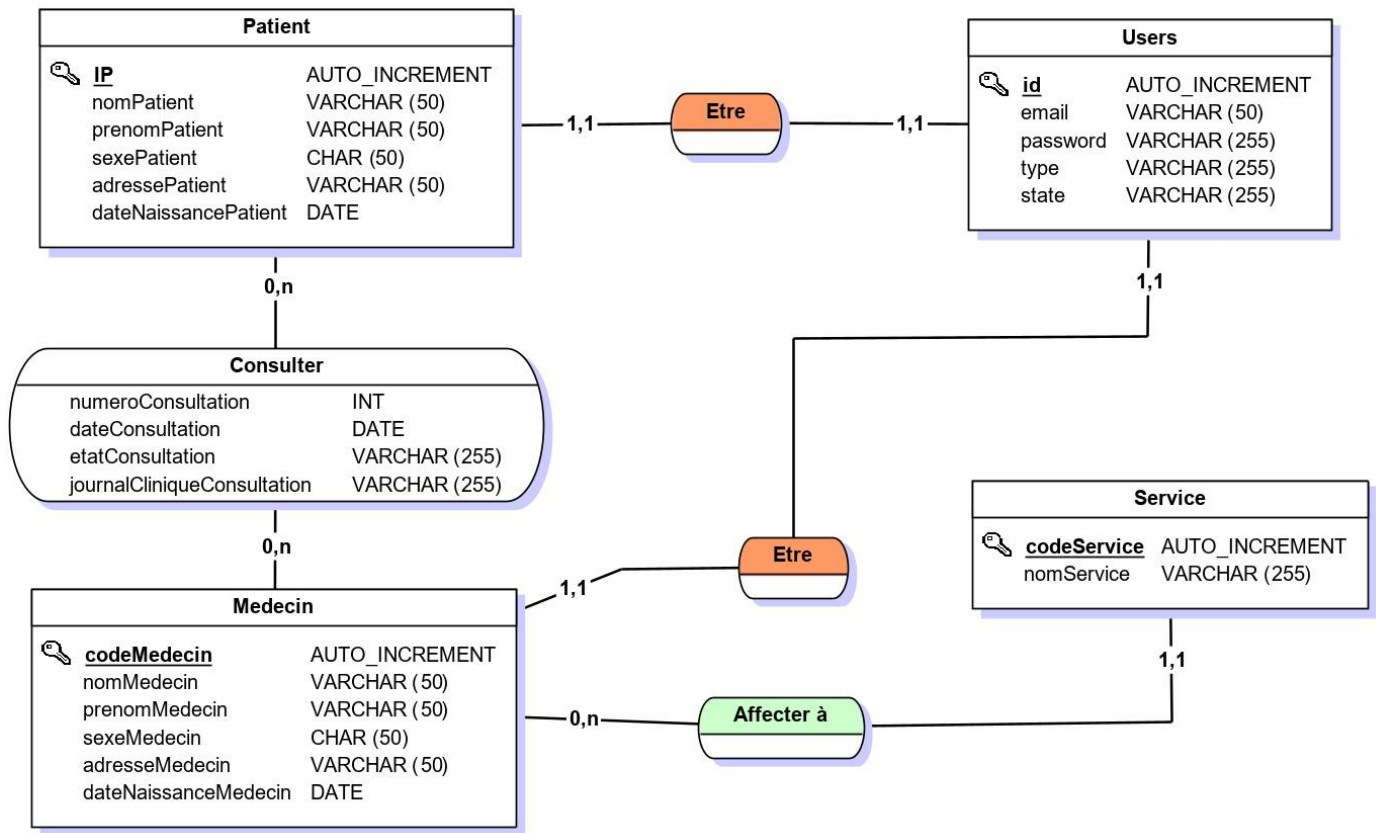 Patient
IP AUTO_INCREMENT
nomPatient VARCHAR (50)
prenomPatient VARCHAR (50)
sexePatient CHAR (50)
adressePatient VARCHAR (50)
dateNaissancePatient DATE
1,1
Etre
1,1
Users
id AUTO_INCREMENT
email VARCHAR (50)
password VARCHAR (255)
type VARCHAR (255)
state VARCHAR (255)
0,n
1,1
Consulter
numeroConsultation INT
dateConsultation DATE
etatConsultation VARCHAR (255)
journalCliniqueConsultation VARCHAR (255)
0,n
Etre
1,1
Service
codeService AUTO_INCREMENT
nomService VARCHAR (255)
Medecin
codeMedecin AUTO_INCREMENT
nomMedecin VARCHAR (50)
prenomMedecin VARCHAR (50)
sexeMedecin CHAR (50)
adresseMedecin VARCHAR (50)
dateNaissanceMedecin DATE
0,n
Affecter à
1,1